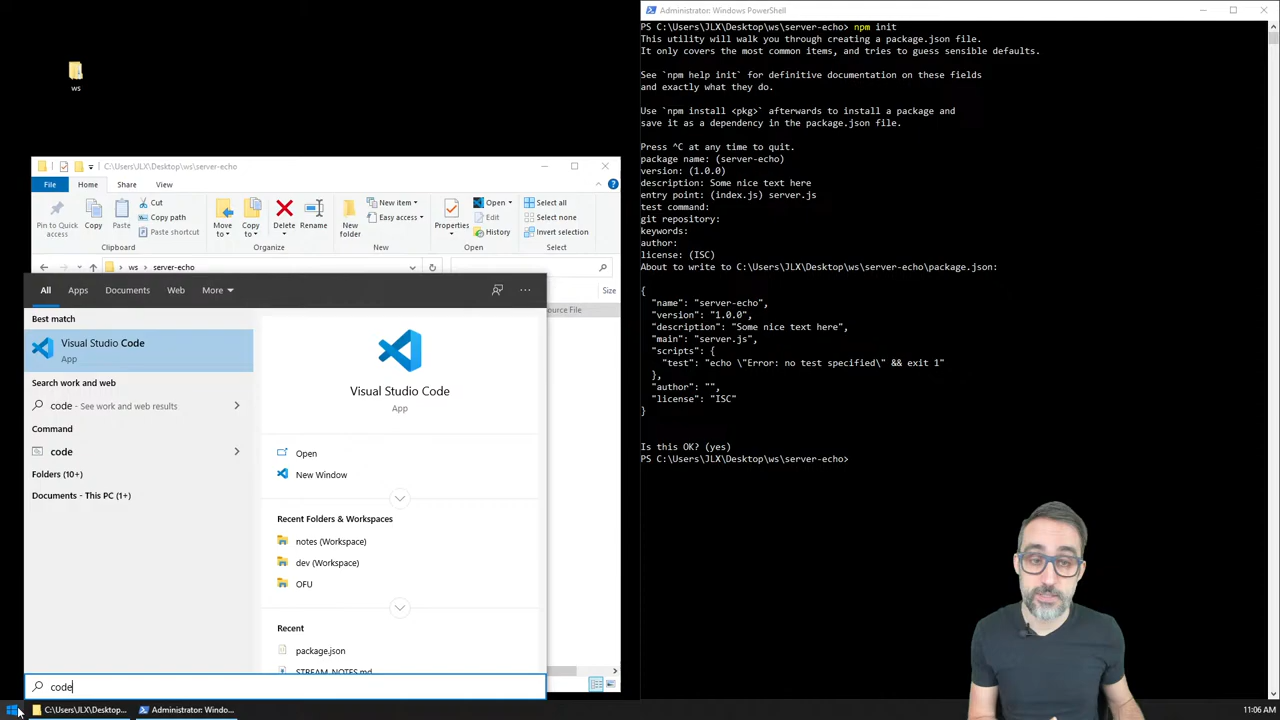 ws
C:\Users\JLX\Desktop\ws\server-echo
File
Home
Share
View
Pin to Quick access
Copy
Paste
Cut
Copy path
Paste shortcut
Clipboard
Move to
Copy to
Delete
Rename
Organize
New folder
New item
Easy access
New
Properties
Open
Edit
History
Open
Select all
Select none
Invert selection
Select
ws
server-echo
Size
ource File
All
Apps
Documents
Web
More
Best match
Visual Studio Code
App
Search work and web
code - See work and web results
Command
code
Folders (10+)
Documents - This PC (1+)
Visual Studio Code
App
Open
New Window
Recent Folders & Workspaces
notes (Workspace)
dev (Workspace)
OFU
Recent
package.json
STREAM_NOTES.md
code
C:\Users\JLX\Desktop...
Administrator: Windo...
Administrator: Windows PowerShell
PS C:\Users\JLX\Desktop\ws\server-echo> npm init
This utility will walk you through creating a package.json file.
It only covers the most common items, and tries to guess sensible defaults.
See `npm help init` for definitive documentation on these fields
and exactly what they do.
Use `npm install <pkg>` afterwards to install a package and
save it as a dependency in the package.json file.
Press ^C at any time to quit.
package name: (server-echo)
version: (1.0.0)
description: Some nice text here
entry point: (index.js) server.js
test command:
git repository:
keywords:
author:
license: (ISC)
About to write to C:\Users\JLX\Desktop\ws\server-echo\package.json:
{
"name": "server-echo",
"version": "1.0.0",
"description": "Some nice text here",
"main": "server.js",
"scripts": {
"test": "echo \"Error: no test specified\" && exit 1"
},
"author": "",
"license": "ISC"
}
Is this OK? (yes)
PS C:\Users\JLX\Desktop\ws\server-echo>
11:06 AM